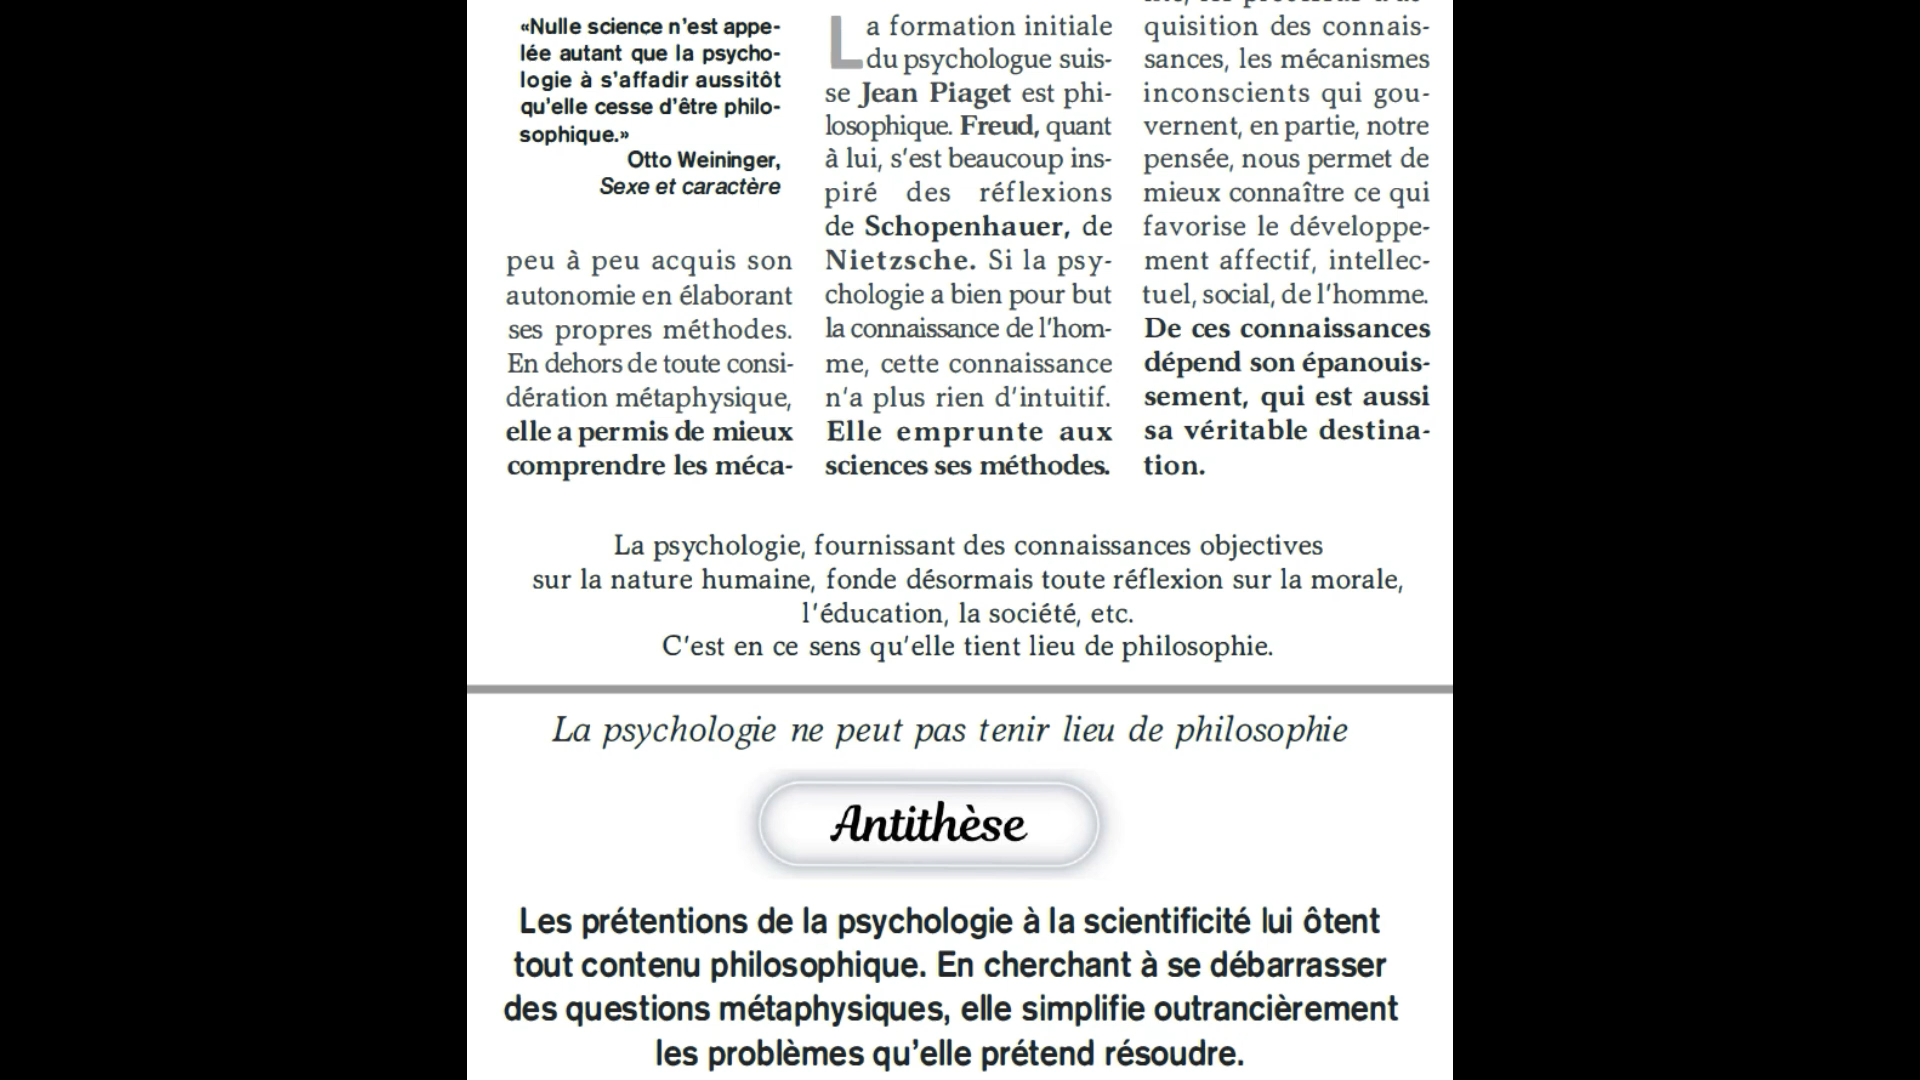 «Nulle science n’est appe-
lée autant que la psycho-
logie à s’affadir aussitôt
qu’elle cesse d’être philo-
sophique.»
Otto Weininger,
Sexe et caractère
peu à peu acquis son
autonomie en élaborant
ses propres méthodes.
En dehors de toute consi-
dération métaphysique,
elle a permis de mieux
comprendre les méca-
La formation initiale
du psychologue suis-
se Jean Piaget est phi-
losophique. Freud, quant
à lui, s’est beaucoup ins-
piré des réflexions
de Schopenhauer, de
Nietzsche. Si la psy-
chologie a bien pour but
la connaissance de l’hom-
me, cette connaissance
n’a plus rien d’intuitif.
Elle emprunte aux
sciences ses méthodes.
quisition des connais-
sances, les mécanismes
inconscients qui gou-
vernent, en partie, notre
pensée, nous permet de
mieux connaître ce qui
favorise le développe-
ment affectif, intellec-
tuel, social, de l’homme.
De ces connaissances
dépend son épanouis-
sement, qui est aussi
sa véritable destina-
tion.
La psychologie, fournissant des connaissances objectives
sur la nature humaine, fonde désormais toute réflexion sur la morale,
l’éducation, la société, etc.
C’est en ce sens qu’elle tient lieu de philosophie.
La psychologie ne peut pas tenir lieu de philosophie
Antithèse
Les prétentions de la psychologie à la scientificité lui ôtent
tout contenu philosophique. En cherchant à se débarrasser
des questions métaphysiques, elle simplifie outrancièrement
les problèmes qu’elle prétend résoudre.